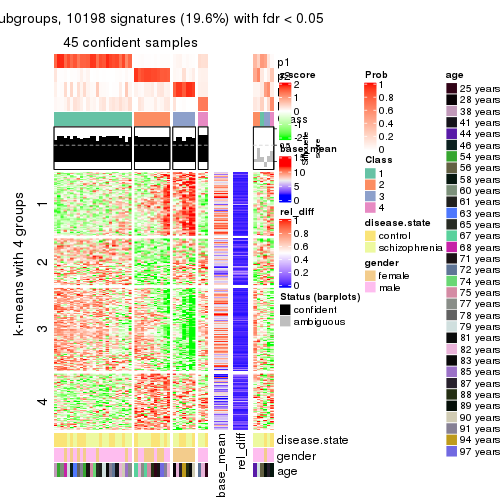 ubgroups, 10198 signatures (19.6%) with fdr < 0.05
45 confident samples
p1
p2
k-means with 4 groups
1
2
3
4
z-score
2
1
0
-2
base_mean
15
10
5
0
rel_diff
1
0.8
0.6
0.4
0.2
0
Status (barplots)
confident
ambiguous
Silhouette
score
Prob
1
0.8
0.6
0.4
0.2
0
Class
1
2
3
4
disease.state
control
schizophrenia
gender
female
male
age
25 years
28 years
38 years
41 years
44 years
46 years
54 years
56 years
58 years
60 years
61 years
63 years
65 years
67 years
68 years
71 years
72 years
74 years
75 years
77 years
78 years
79 years
81 years
82 years
83 years
85 years
87 years
88 years
89 years
90 years
91 years
94 years
97 years
base_mean
rel_diff
disease.state
gender
age